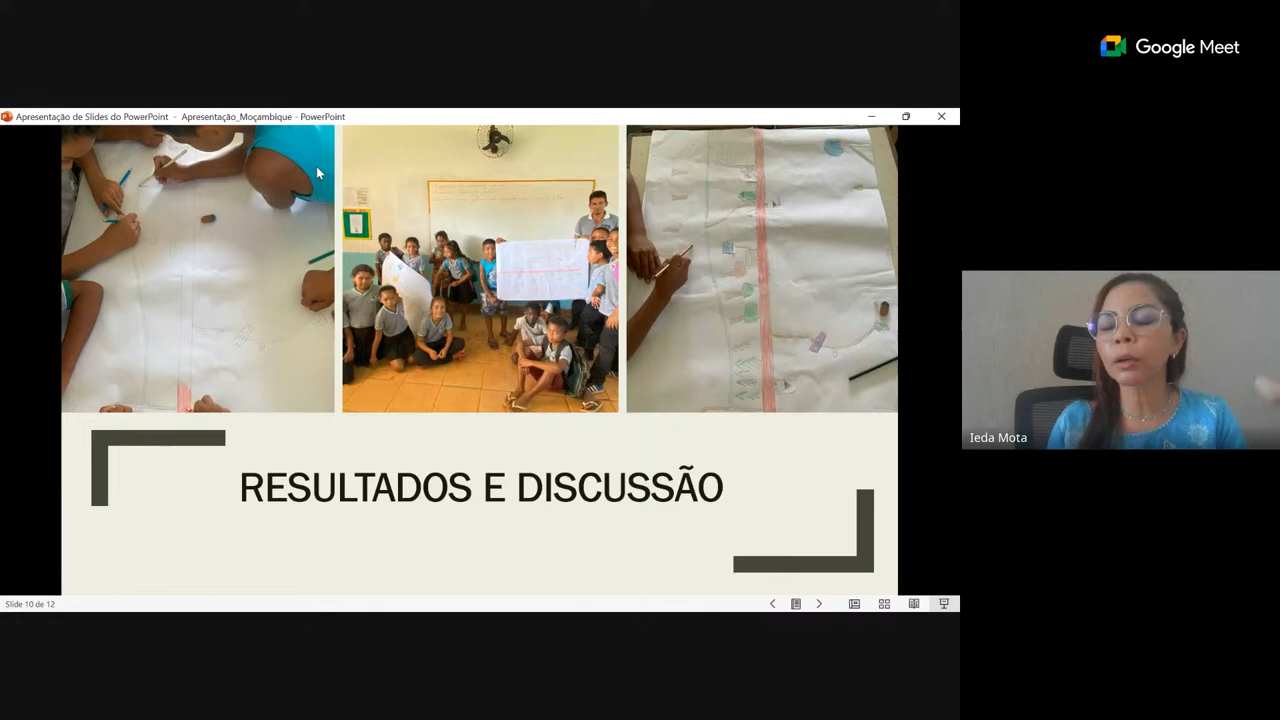 Google Meet
Apresentação de Slides do PowerPoint - Apresentação_Moçambique - PowerPoint
Ieda Mota
RESULTADOS E DISCUSSÃO
Slide 10 de 12